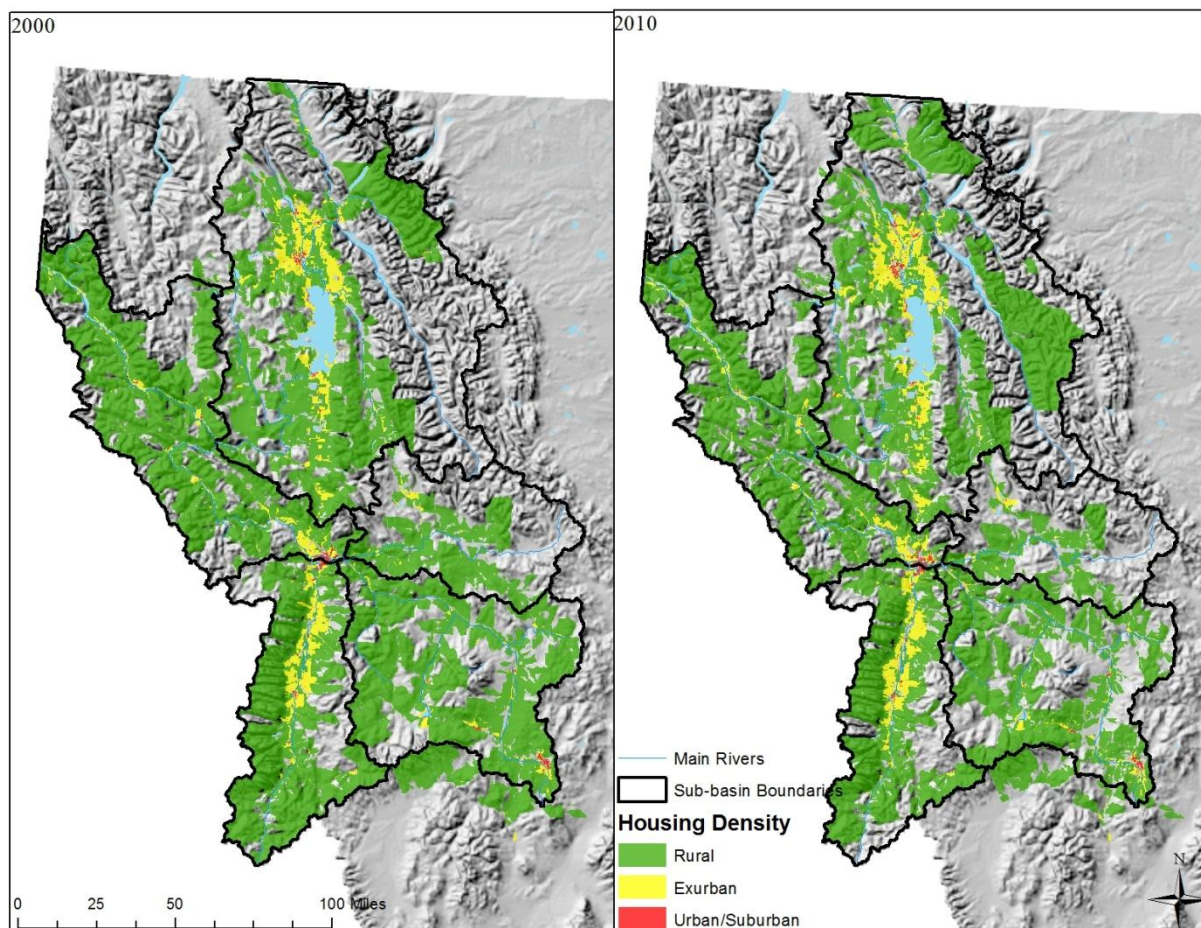 2000
2010
Main Rivers
Sub-basin Boundaries
Housing Density
Rural
Exurban
Urban/Suburban
0 25 50 100 Miles
N